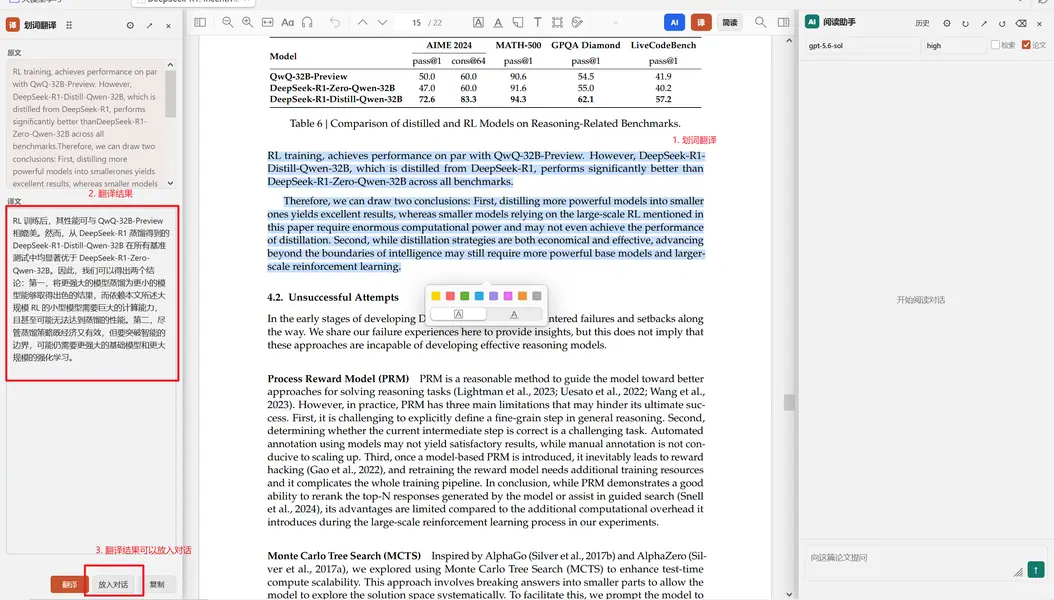 DeepSeek-R1: Incenti...
译 划词翻译
原文
RL training, achieves performance on par
with QwQ-32B-Preview. However,
DeepSeek-R1-Distill-Qwen-32B, which is
distilled from DeepSeek-R1, performs
significantly better thanDeepSeek-R1-
Zero-Qwen-32B across all
benchmarks.Therefore, we can draw two
conclusions: First, distilling more
powerful models into smallerones yields
excellent results, whereas smaller models
2. 翻译结果
译文
RL 训练后，其性能可与 QwQ-32B-Preview
相媲美。然而，从 DeepSeek-R1 蒸馏得到的
DeepSeek-R1-Distill-Qwen-32B 在所有基准
测试中均显著优于 DeepSeek-R1-Zero-
Qwen-32B。因此，我们可以得出两个结
论：第一，将更强大的模型蒸馏为更小的模
型能够取得出色的结果，而依赖本文所述大
规模 RL 的小型模型需要巨大的计算能力，
且甚至可能无法达到蒸馏的性能。第二，尽
管蒸馏策略既经济又有效，但要突破智能的
边界，可能仍需要更强大的基础模型和更大
规模的强化学习。
3. 翻译结果可以放入对话
翻译 放入对话 复制
15 / 22
AI 译 简读
AIME 2024 MATH-500 GPQA Diamond LiveCodeBench
Model
pass@1 cons@64 pass@1 pass@1 pass@1
QwQ-32B-Preview 50.0 60.0 90.6 54.5 41.9
DeepSeek-R1-Zero-Qwen-32B 47.0 60.0 91.6 55.0 40.2
DeepSeek-R1-Distill-Qwen-32B 72.6 83.3 94.3 62.1 57.2
Table 6 | Comparison of distilled and RL Models on Reasoning-Related Benchmarks.
1. 划词翻译
RL training, achieves performance on par with QwQ-32B-Preview. However, DeepSeek-R1-
Distill-Qwen-32B, which is distilled from DeepSeek-R1, performs significantly better than
DeepSeek-R1-Zero-Qwen-32B across all benchmarks.
Therefore, we can draw two conclusions: First, distilling more powerful models into smaller
ones yields excellent results, whereas smaller models relying on the large-scale RL mentioned in
this paper require enormous computational power and may not even achieve the performance
of distillation. Second, while distillation strategies are both economical and effective, advancing
beyond the boundaries of intelligence may still require more powerful base models and larger-
scale reinforcement learning.
4.2. Unsuccessful Attempts
In the early stages of developing D ntered failures and setbacks along
the way. We share our failure experiences here to provide insights, but this does not imply that
these approaches are incapable of developing effective reasoning models.
Process Reward Model (PRM) PRM is a reasonable method to guide the model toward better
approaches for solving reasoning tasks (Lightman et al., 2023; Uesato et al., 2022; Wang et al.,
2023). However, in practice, PRM has three main limitations that may hinder its ultimate suc-
cess. First, it is challenging to explicitly define a fine-grain step in general reasoning. Second,
determining whether the current intermediate step is correct is a challenging task. Automated
annotation using models may not yield satisfactory results, while manual annotation is not con-
ducive to scaling up. Third, once a model-based PRM is introduced, it inevitably leads to reward
hacking (Gao et al., 2022), and retraining the reward model needs additional training resources
and it complicates the whole training pipeline. In conclusion, while PRM demonstrates a good
ability to rerank the top-N responses generated by the model or assist in guided search (Snell
et al., 2024), its advantages are limited compared to the additional computational overhead it
introduces during the large-scale reinforcement learning process in our experiments.
Monte Carlo Tree Search (MCTS) Inspired by AlphaGo (Silver et al., 2017b) and AlphaZero (Sil-
ver et al., 2017a), we explored using Monte Carlo Tree Search (MCTS) to enhance test-time
compute scalability. This approach involves breaking answers into smaller parts to allow the
model to explore the solution space systematically. To facilitate this, we prompt the model to
AI 阅读助手 历史
gpt-5.6-sol high 检索 论文
开始阅读对话
向这篇论文提问